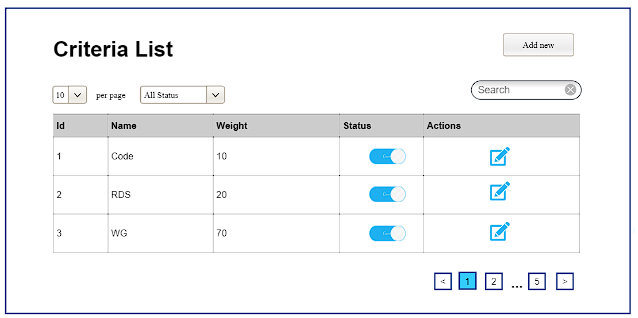 Criteria List
Add new
10 per page All Status
Search
Id Name Weight Status Actions
1 Code 10
2 RDS 20
3 WG 70
< 1 2 ... 5 >